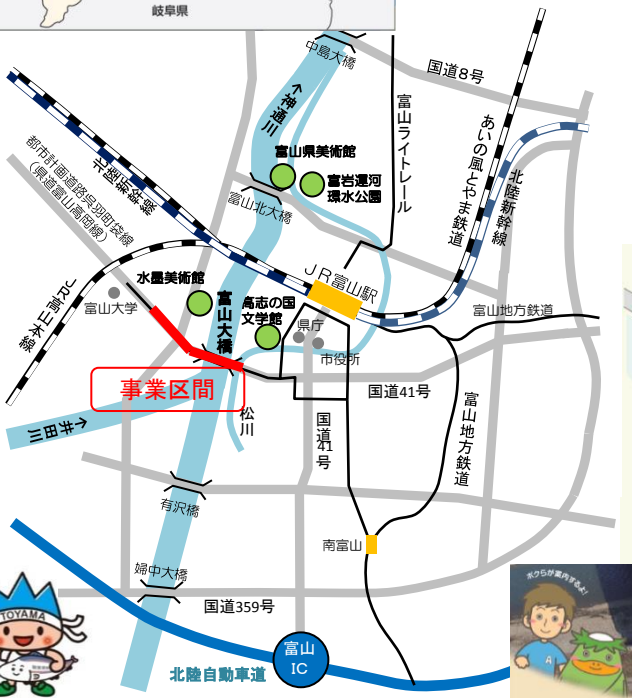 岐阜県
中島大橋
国道8号
↑神通川
富山ライトレール
あいの風とやま鉄道
北陸新幹線
富山県美術館
富岩運河
環水公園
富山北大橋
都市計画道路呉羽町袋線
(県道富山高岡線)
北陸新幹線
JR高山本線
水墨美術館
富山大学
富山大橋
高志の国
文学館
JR富山駅
県庁
市役所
富山地方鉄道
事業区間
国道41号
↑井田川
松川
国道41号
富山地方鉄道
有沢橋
南富山
婦中大橋
国道359号
富山
IC
北陸自動車道
TOYAMA
ボクらが案内するよ!
A